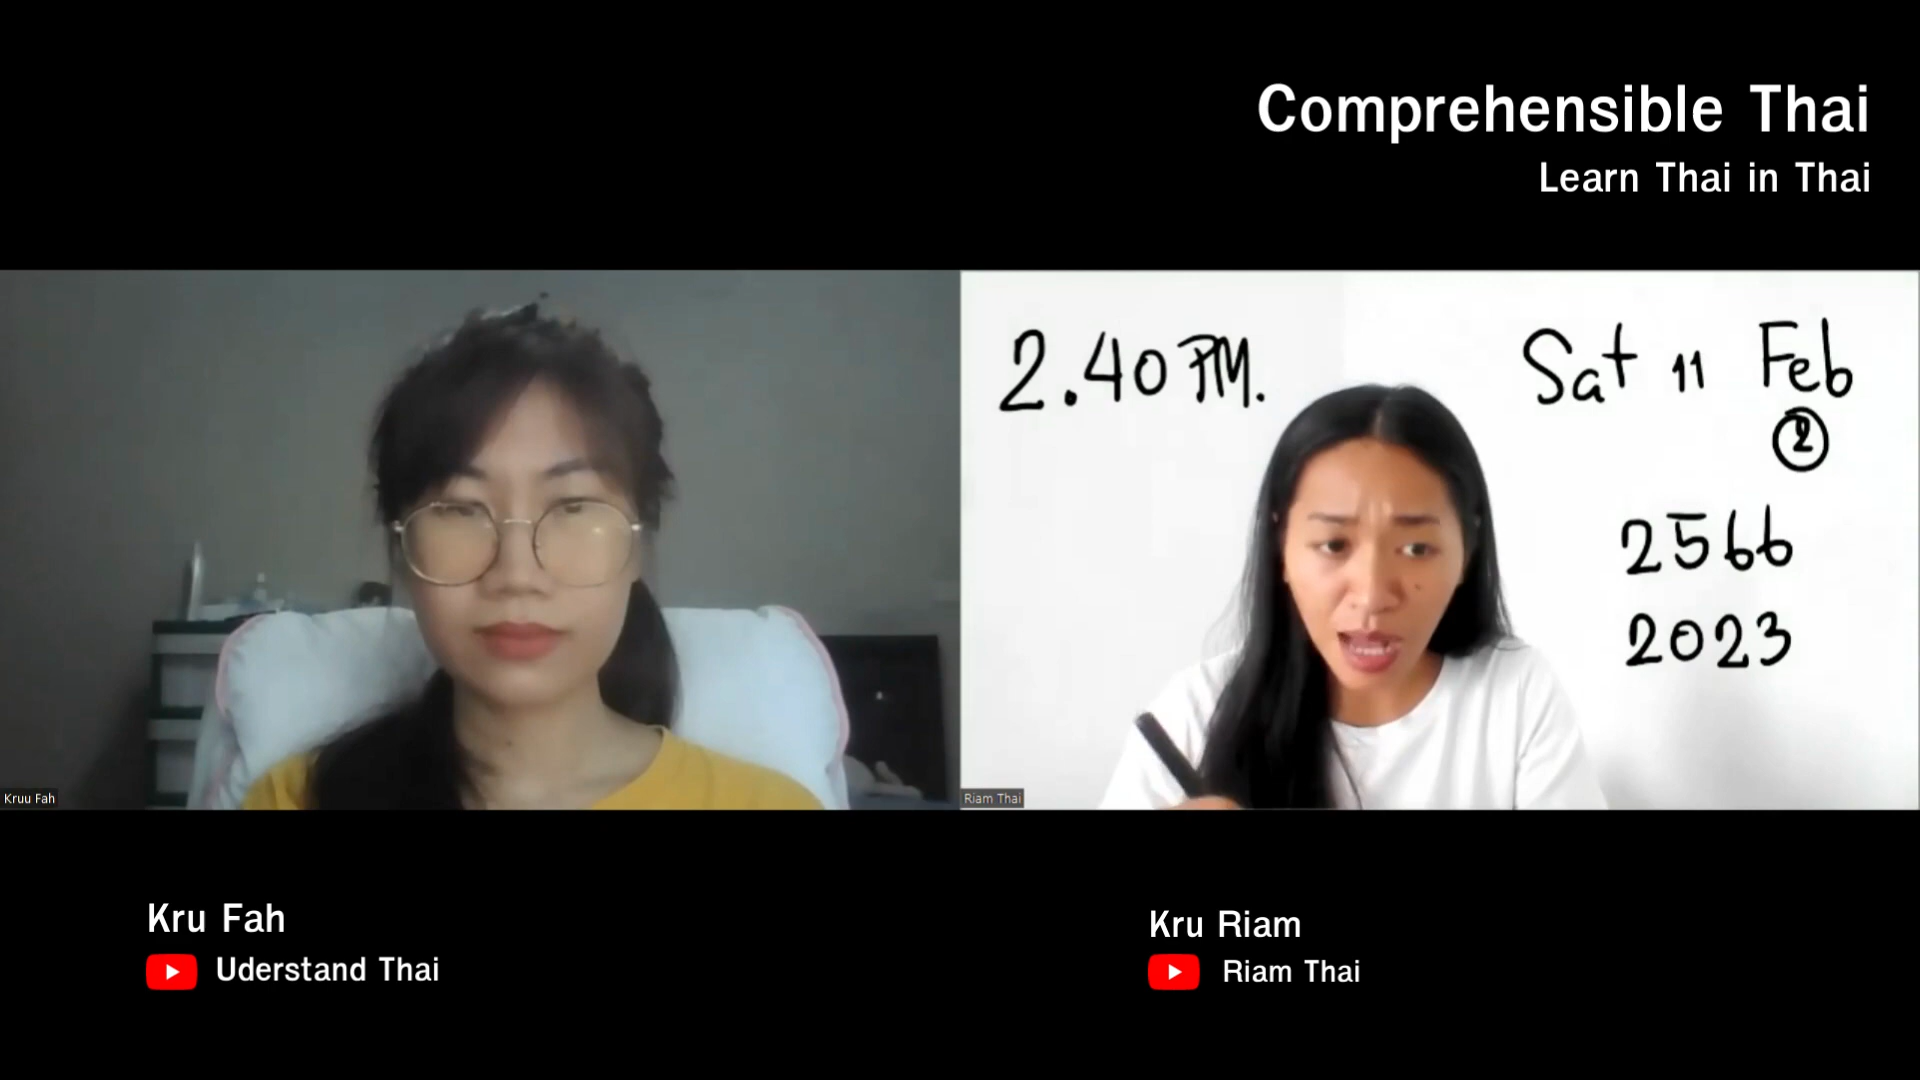 Comprehensible Thai
Learn Thai in Thai
2.40 PM.
Sat 11 Feb
2
2566
2023
Kruu Fah
Riam Thai
Kru Fah
Uderstand Thai
Kru Riam
Riam Thai